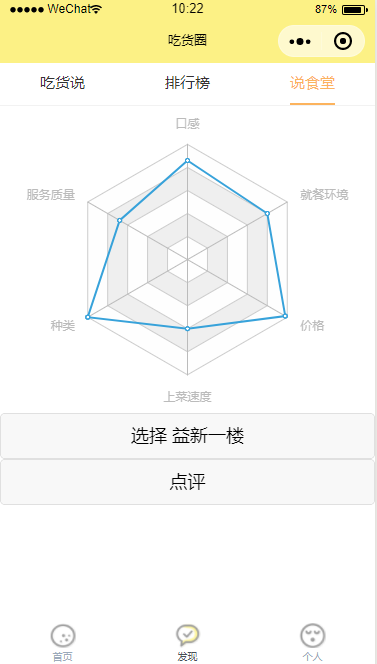 ●●●●● WeChat 10:22 87%
吃货圈
吃货说 排行榜 说食堂
口感
服务质量 就餐环境
种类 价格
上菜速度
选择 益新一楼
点评
首页 发现 个人